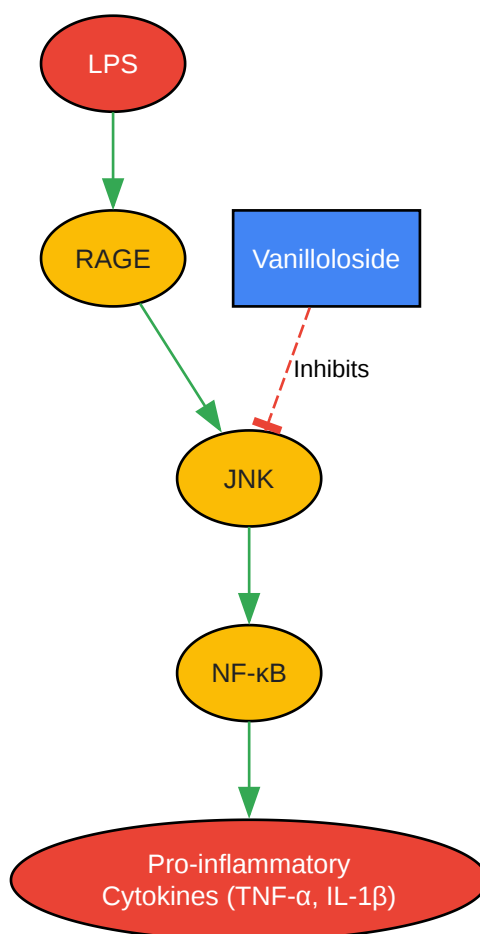 LPS
RAGE
Vanilloloside
Inhibits
JNK
NF-κB
Pro-inflammatory
Cytokines (TNF-α, IL-1β)